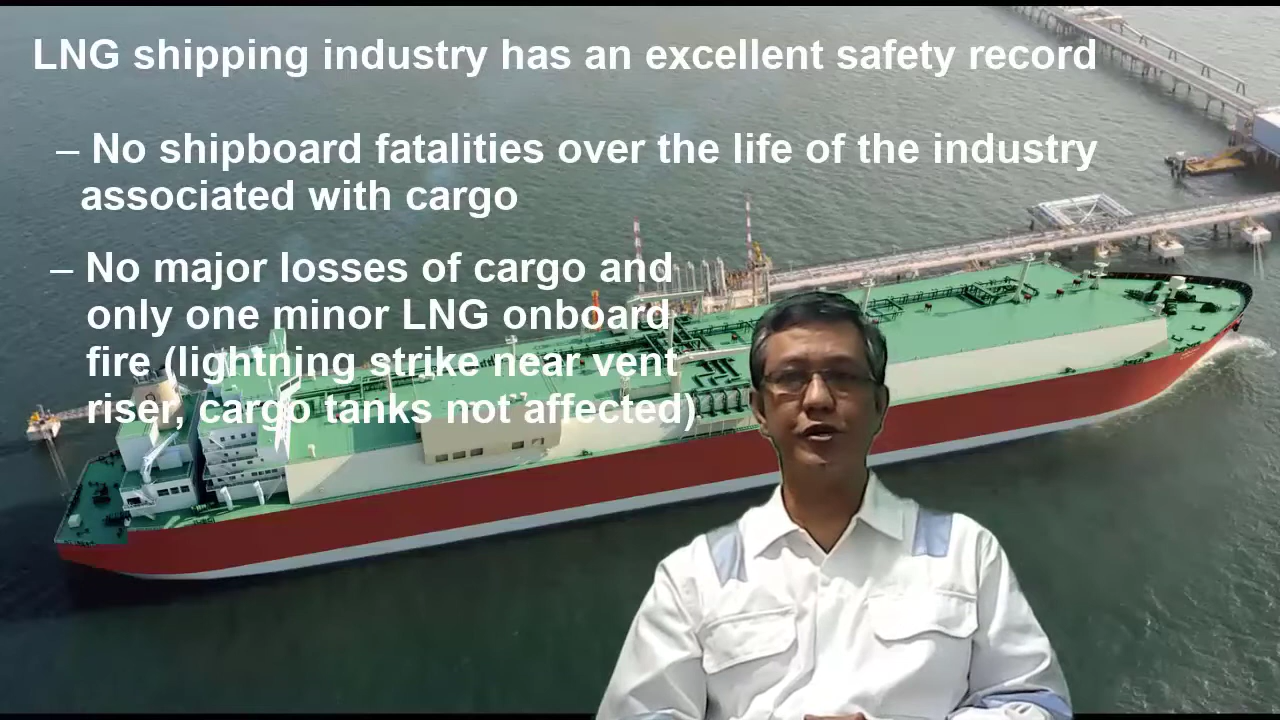 LNG shipping industry has an excellent safety record
– No shipboard fatalities over the life of the industry
associated with cargo
– No major losses of cargo and
only one minor LNG onboard
fire (lightning strike near vent
riser, cargo tanks not affected)